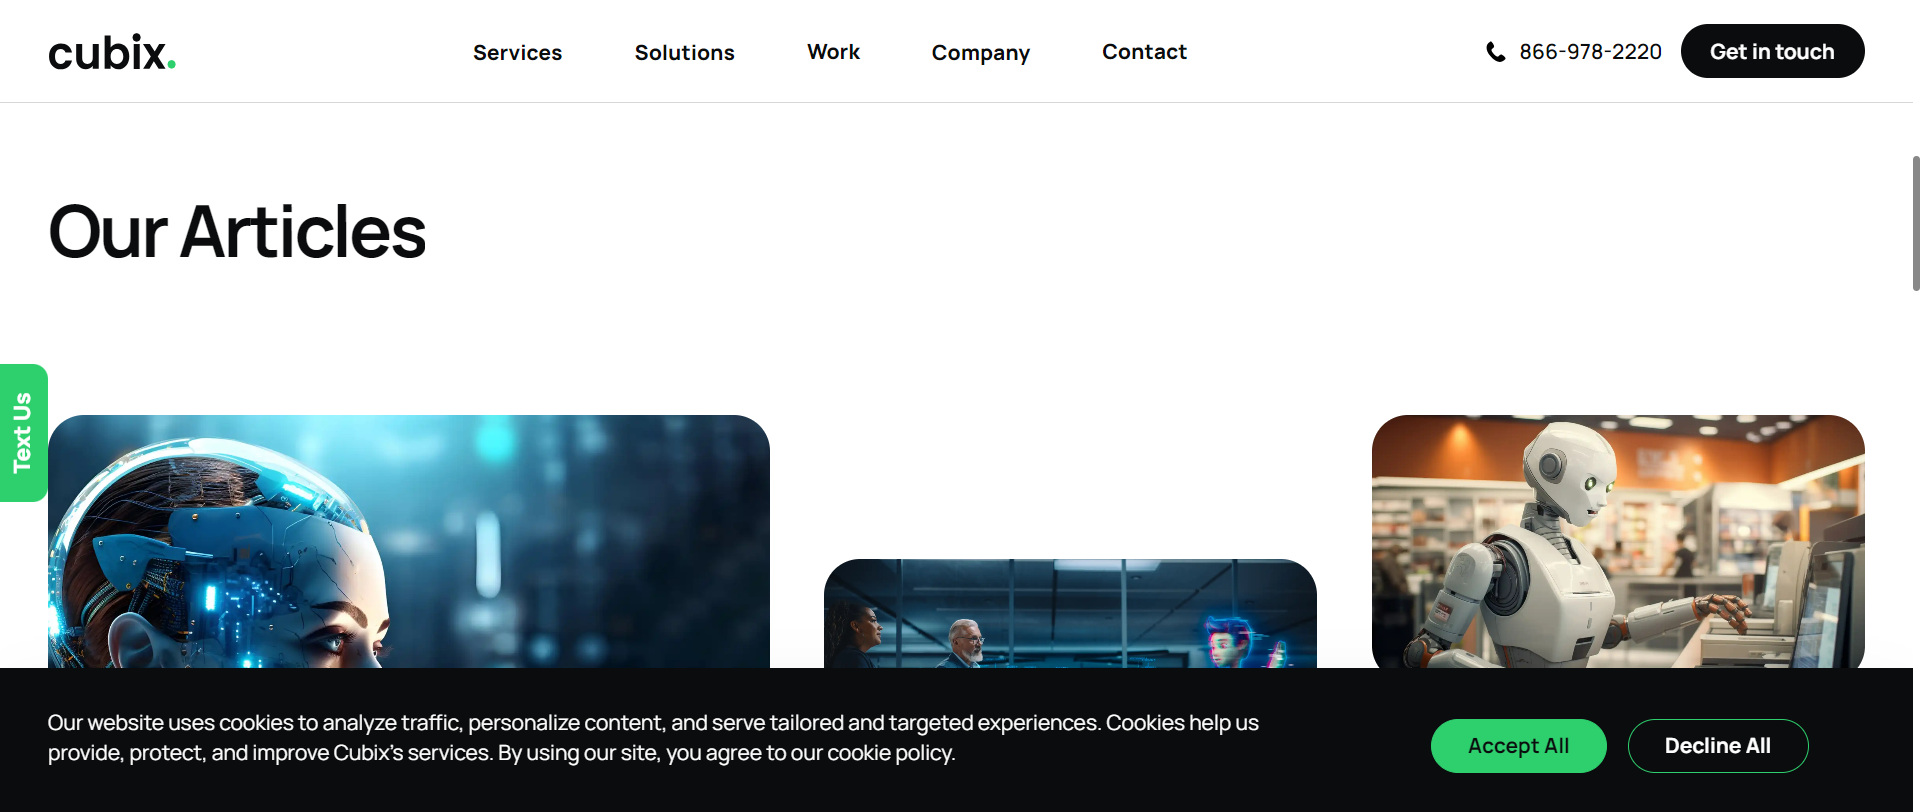 cubix.
Services
Solutions
Work
Company
Contact
866-978-2220
Get in touch
Our Articles
Text Us
Our website uses cookies to analyze traffic, personalize content, and serve tailored and targeted experiences. Cookies help us
provide, protect, and improve Cubix's services. By using our site, you agree to our cookie policy.
Accept All
Decline All